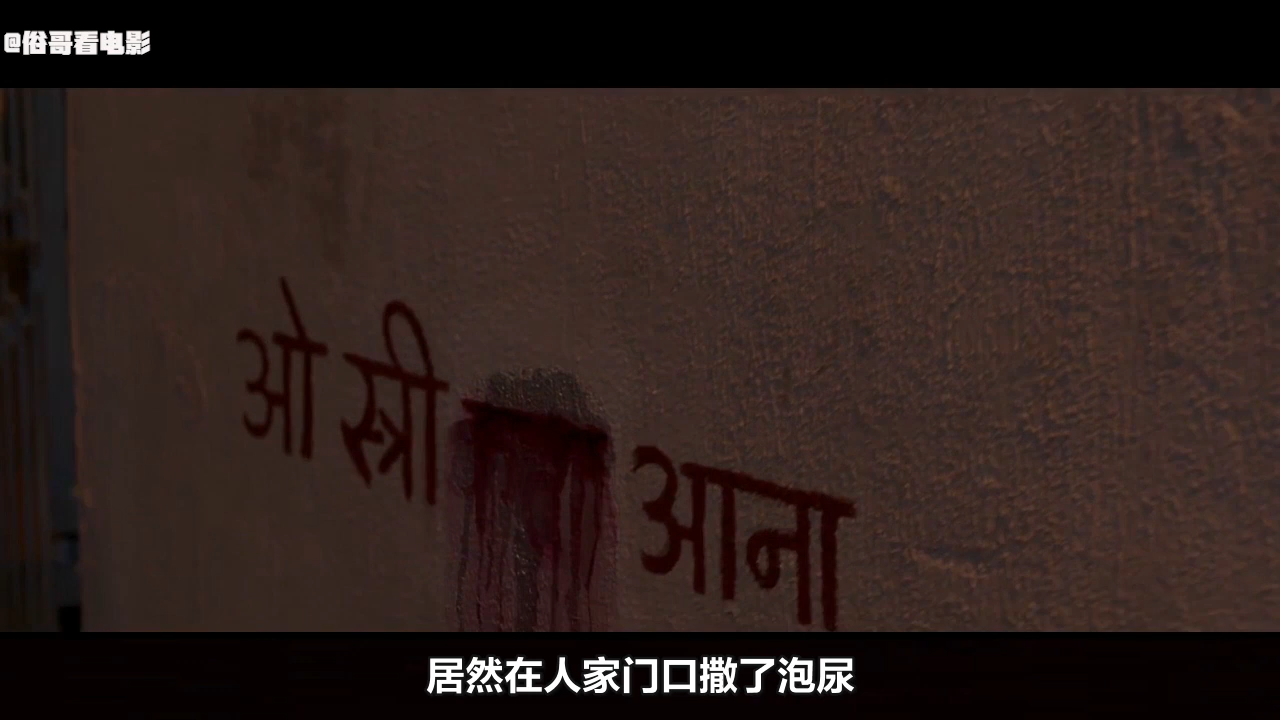 @俗哥看电影
ओ स्त्री
आना
居然在人家门口撒了泡尿